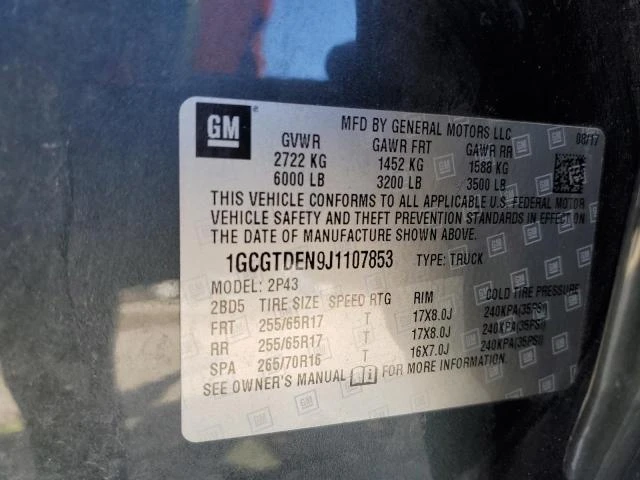 GM
MFD BY GENERAL MOTORS LLC 08/17
GVWR GAWR FRT GAWR RR
2722 KG 1452 KG 1588 KG
6000 LB 3200 LB 3500 LB
THIS VEHICLE CONFORMS TO ALL APPLICABLE U.S. FEDERAL MOTOR
VEHICLE SAFETY AND THEFT PREVENTION STANDARDS IN EFFECT ON
THE DATE OF MANUFACTURE SHOWN ABOVE.
1GCGTDEN9J1107853 TYPE: TRUCK
MODEL: 2P43
2BD5 TIRE SIZE SPEED RTG RIM COLD TIRE PRESSURE
FRT 255/65R17 T 17X8.0J 240KPA(35PSI)
RR 255/65R17 T 17X8.0J 240KPA(35PSI)
SPA 265/70R16 T 16X7.0J 240KPA(35PSI)
SEE OWNER'S MANUAL FOR MORE INFORMATION.